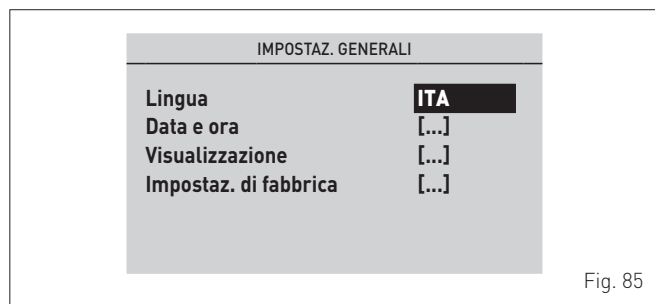 IMPOSTAZ. GENERALI
Lingua ITA
Data e ora [...]
Visualizzazione [...]
Impostaz. di fabbrica [...]
Fig. 85